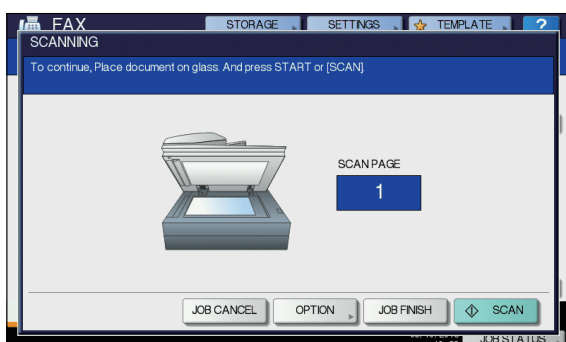 FAX STORAGE SETTINGS TEMPLATE ?
SCANNING
To continue, Place document on glass. And press START or [SCAN]
SCAN PAGE
1
JOB CANCEL OPTION JOB FINISH SCAN
JOB STATUS